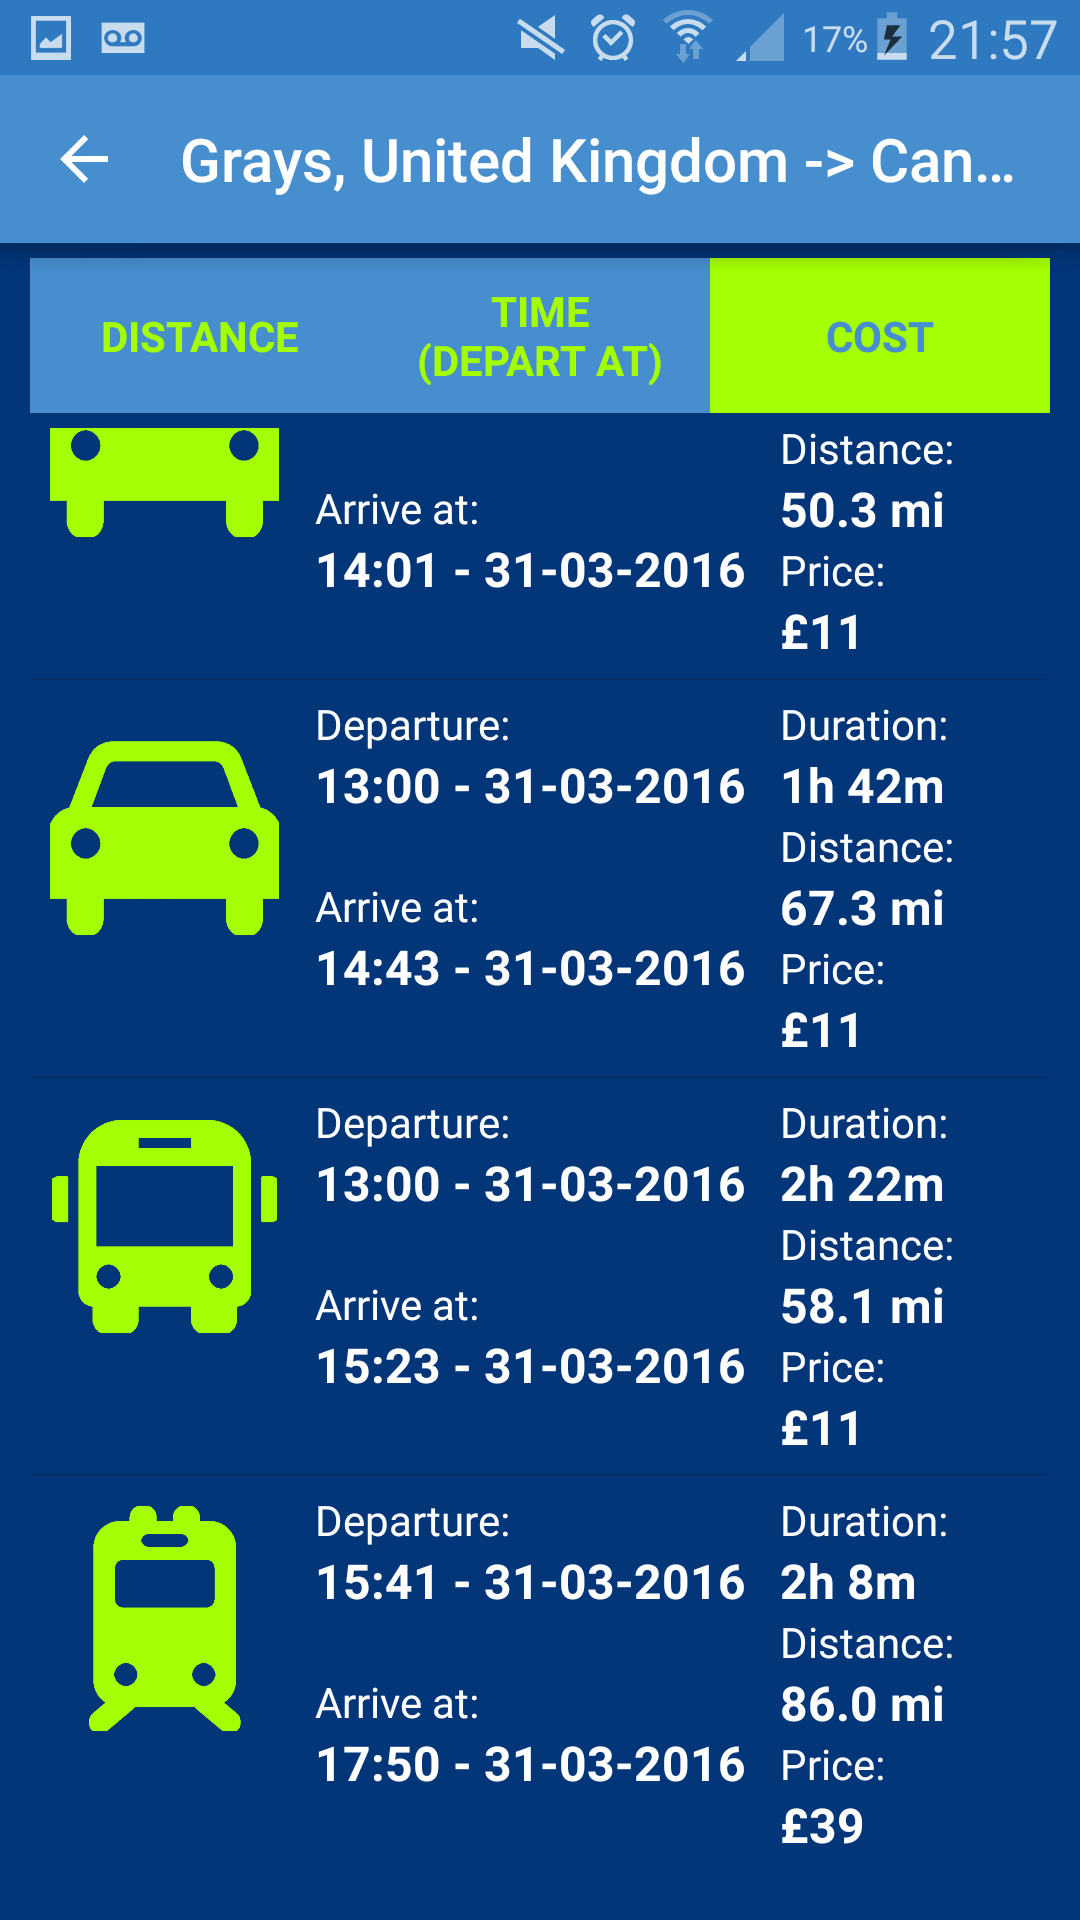 17% 21:57
Grays, United Kingdom -> Can...
DISTANCE
TIME
(DEPART AT)
COST
Distance:
Arrive at:
50.3 mi
14:01 - 31-03-2016
Price:
£11
Departure:
Duration:
13:00 - 31-03-2016
1h 42m
Distance:
Arrive at:
67.3 mi
14:43 - 31-03-2016
Price:
£11
Departure:
Duration:
13:00 - 31-03-2016
2h 22m
Distance:
Arrive at:
58.1 mi
15:23 - 31-03-2016
Price:
£11
Departure:
Duration:
15:41 - 31-03-2016
2h 8m
Distance:
Arrive at:
86.0 mi
17:50 - 31-03-2016
Price:
£39